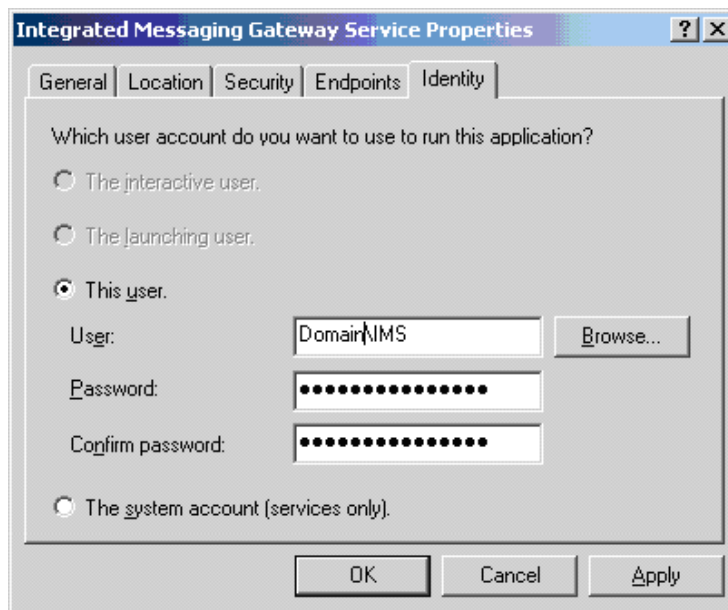 Integrated Messaging Gateway Service Properties
General Location Security Endpoints Identity
Which user account do you want to use to run this application?
The interactive user.
The launching user.
This user.
User: Domain\IMS Browse...
Password: •••••••••••••••
Confirm password: •••••••••••••••
The system account (services only).
OK Cancel Apply